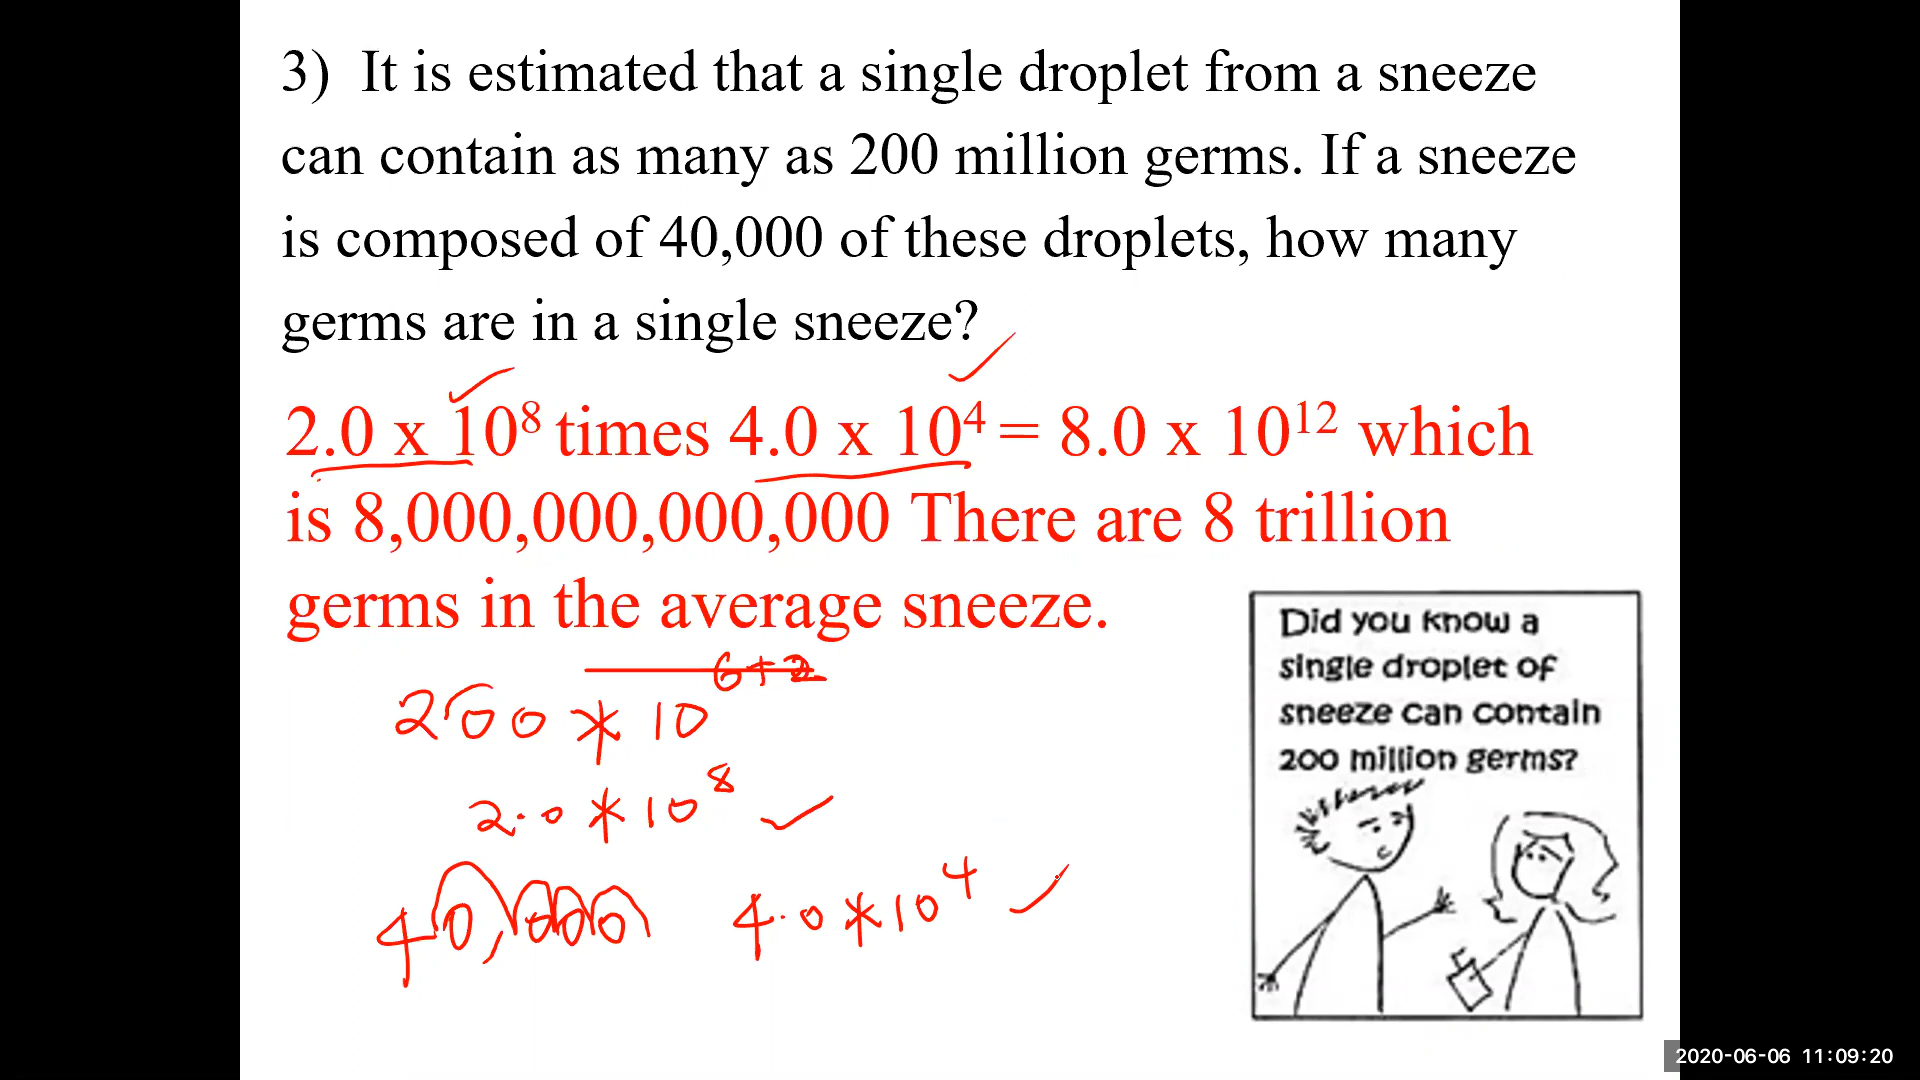 3) It is estimated that a single droplet from a sneeze
can contain as many as 200 million germs. If a sneeze
is composed of 40,000 of these droplets, how many
germs are in a single sneeze?
2.0 x 10⁸ times 4.0 x 10⁴ = 8.0 x 10¹² which
is 8,000,000,000,000 There are 8 trillion
germs in the average sneeze.
200 * 10⁶⁺²
2.0 * 10⁸ ✓
40,000 4.0 * 10⁴ ✓
Did you know a
single droplet of
sneeze can contain
200 million germs?
2020-06-06 11:09:20